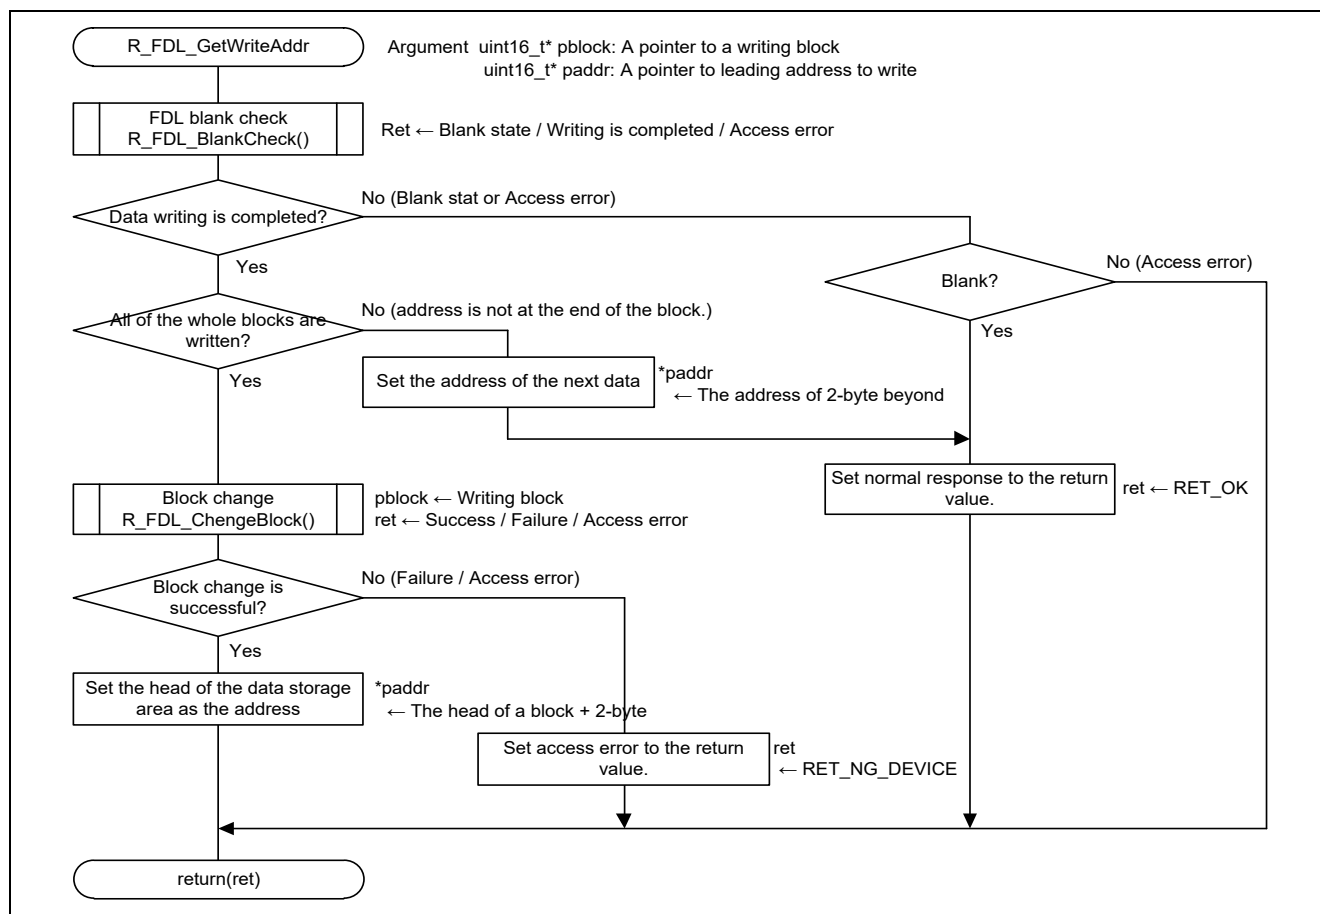 R_FDL_GetWriteAddr
Argument uint16_t* pblock: A pointer to a writing block
uint16_t* paddr: A pointer to leading address to write
FDL blank check
R_FDL_BlankCheck()
Ret ← Blank state / Writing is completed / Access error
No (Blank stat or Access error)
Data writing is completed?
Yes
No (Access error)
Blank?
Yes
No (address is not at the end of the block.)
All of the whole blocks are
written?
Yes
Set the address of the next data
*paddr
← The address of 2-byte beyond
Set normal response to the return
value.
ret ← RET_OK
Block change
R_FDL_ChengeBlock()
pblock ← Writing block
ret ← Success / Failure / Access error
No (Failure / Access error)
Block change is
successful?
Yes
Set the head of the data storage
area as the address
*paddr
← The head of a block + 2-byte
Set access error to the return
value.
ret
← RET_NG_DEVICE
return(ret)